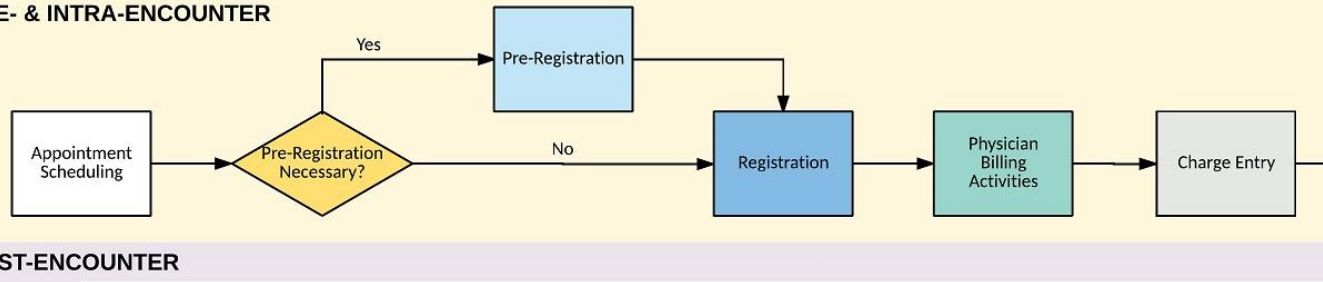 E- & INTRA-ENCOUNTER
Yes
Pre-Registration
Appointment
Scheduling
Pre-Registration
Necessary?
No
Registration
Physician
Billing
Activities
Charge Entry
ST-ENCOUNTER